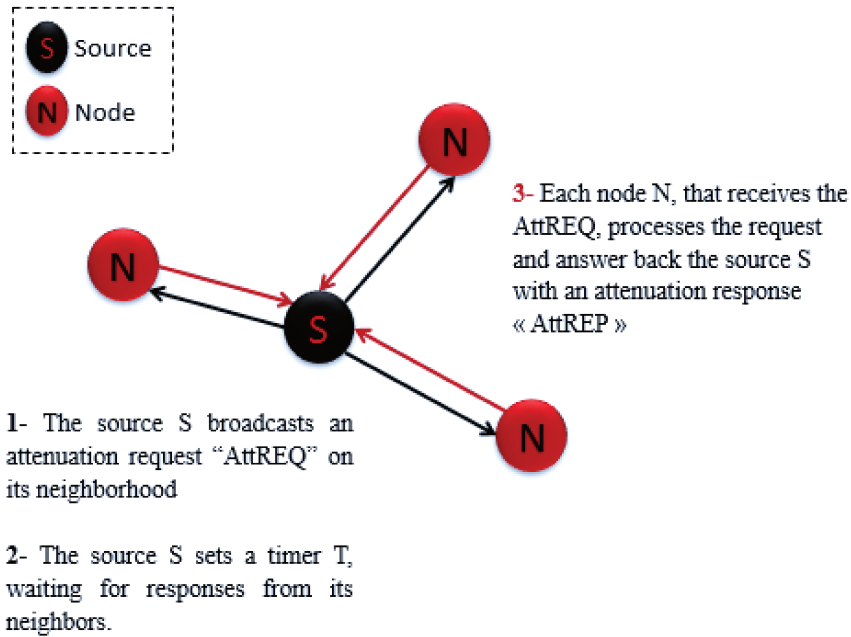 S Source
N Node
N
N
S
N
3- Each node N, that receives the
AttREQ, processes the request
and answer back the source S
with an attenuation response
« AttREP »
1- The source S broadcasts an
attenuation request “AttREQ” on
its neighborhood
2- The source S sets a timer T,
waiting for responses from its
neighbors.